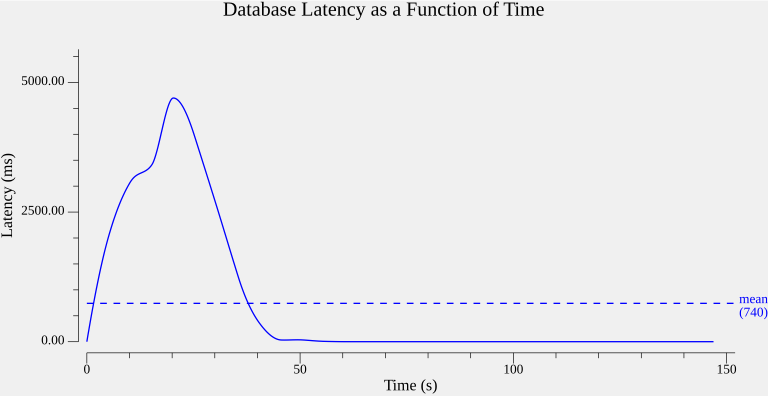 Database Latency as a Function of Time
5000.00
2500.00
0.00
Latency (ms)
mean
(740)
0
50
100
150
Time (s)